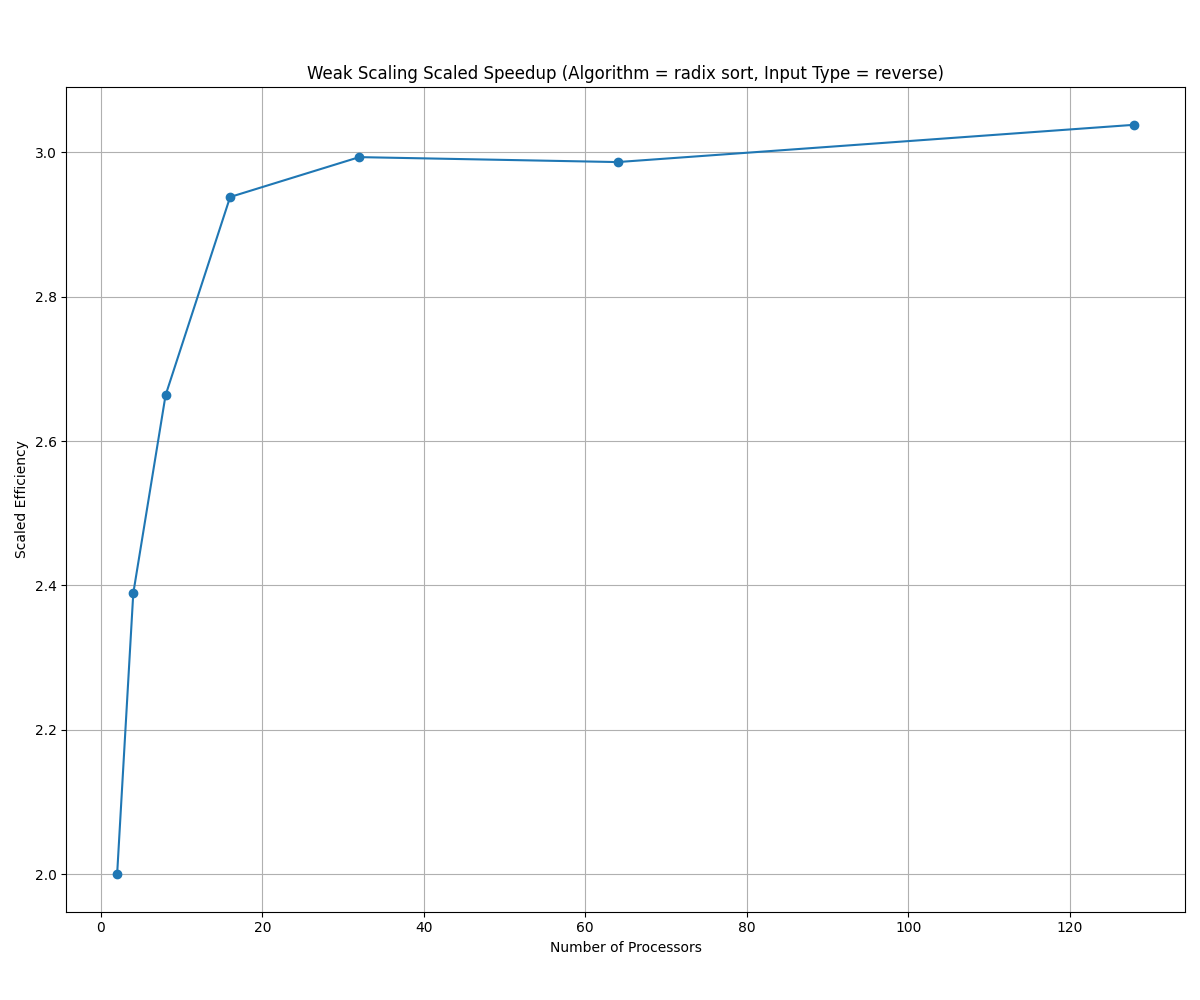 Weak Scaling Scaled Speedup (Algorithm = radix sort, Input Type = reverse)
Scaled Efficiency
3.0
2.8
2.6
2.4
2.2
2.0
0 20 40 60 80 100 120
Number of Processors